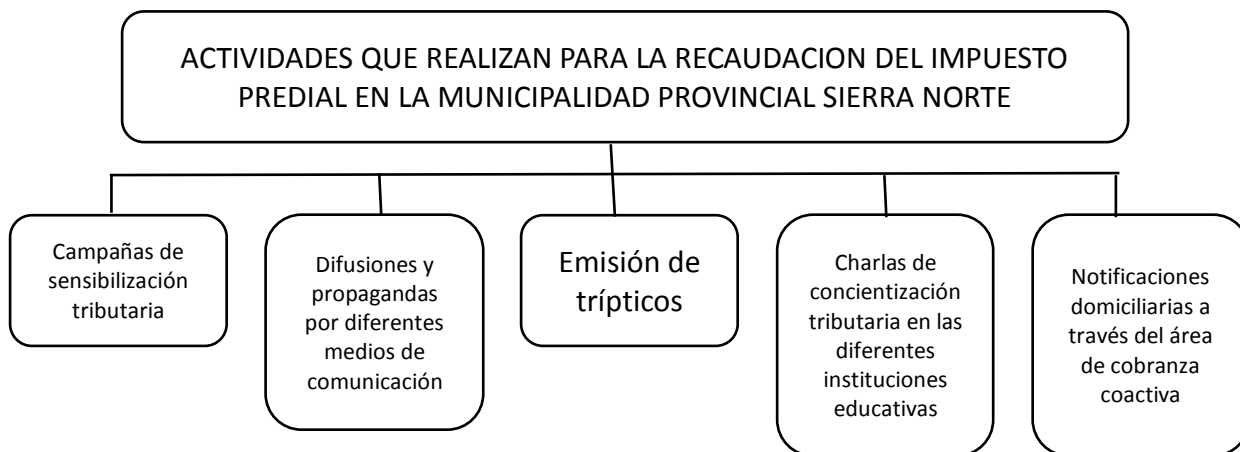 ACTIVIDADES QUE REALIZAN PARA LA RECAUDACION DEL IMPUESTO
PREDIAL EN LA MUNICIPALIDAD PROVINCIAL SIERRA NORTE
Campañas de
sensibilización
tributaria
Difusiones y
propagandas
por diferentes
medios de
comunicación
Emisión de
trípticos
Charlas de
concientización
tributaria en las
diferentes
instituciones
educativas
Notificaciones
domiciliarias a
través del área
de cobranza
coactiva